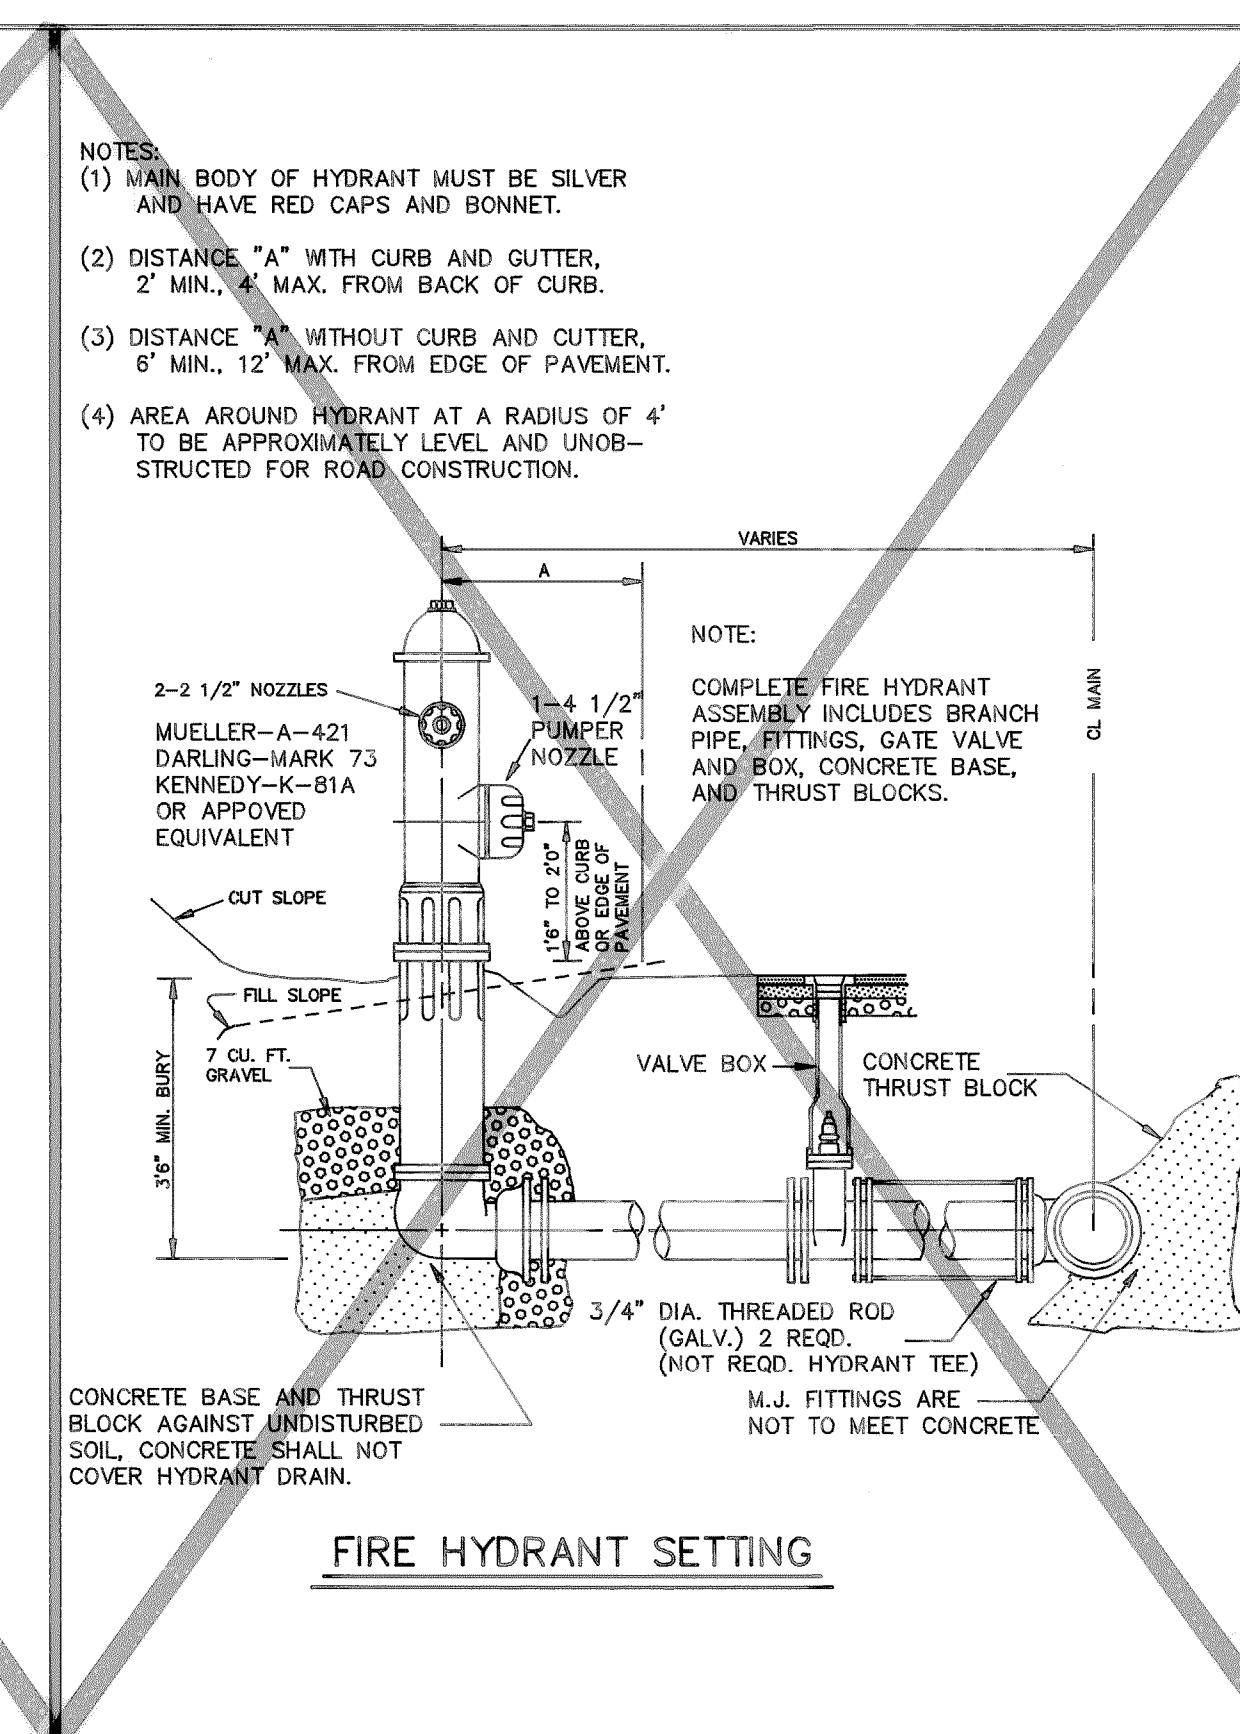 NOTES:
(1) MAIN BODY OF HYDRANT MUST BE SILVER
AND HAVE RED CAPS AND BONNET.
(2) DISTANCE "A" WITH CURB AND GUTTER,
2' MIN., 4' MAX. FROM BACK OF CURB.
(3) DISTANCE "A" WITHOUT CURB AND CUTTER,
6' MIN., 12' MAX. FROM EDGE OF PAVEMENT.
(4) AREA AROUND HYDRANT AT A RADIUS OF 4'
TO BE APPROXIMATELY LEVEL AND UNOB-
STRUCTED FOR ROAD CONSTRUCTION.
VARIES
A
NOTE:
COMPLETE FIRE HYDRANT
ASSEMBLY INCLUDES BRANCH
PIPE, FITTINGS, GATE VALVE
AND BOX, CONCRETE BASE,
AND THRUST BLOCKS.
CL MAIN
2-2 1/2" NOZZLES
MUELLER-A-421
DARLING-MARK 73
KENNEDY-K-81A
OR APPOVED
EQUIVALENT
1-4 1/2"
PUMPER
NOZZLE
1'6" TO 2'0"
ABOVE CURB
OR EDGE OF
PAVEMENT
CUT SLOPE
FILL SLOPE
7 CU. FT.
GRAVEL
3'6" MIN. BURY
VALVE BOX
CONCRETE
THRUST BLOCK
3/4" DIA. THREADED ROD
(GALV.) 2 REQD.
(NOT REQD. HYDRANT TEE)
M.J. FITTINGS ARE
NOT TO MEET CONCRETE
CONCRETE BASE AND THRUST
BLOCK AGAINST UNDISTURBED
SOIL, CONCRETE SHALL NOT
COVER HYDRANT DRAIN.
FIRE HYDRANT SETTING